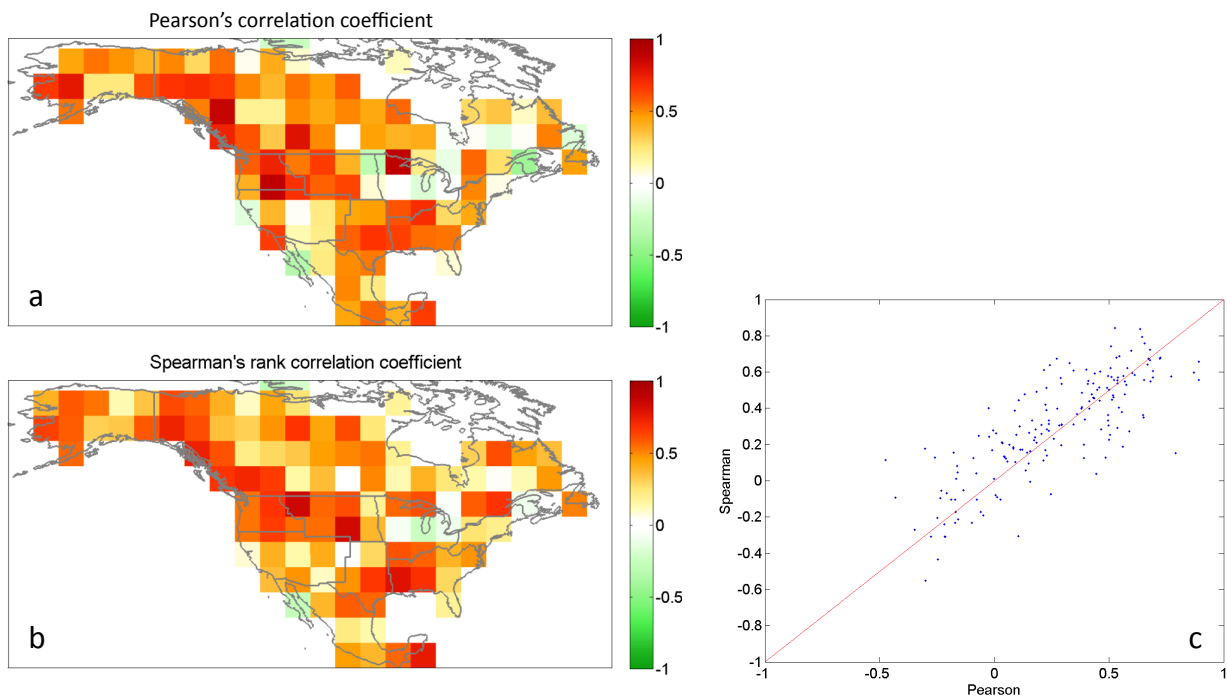 Pearson's correlation coefficient
1
0.5
0
-0.5
-1
a
Spearman's rank correlation coefficient
1
0.5
0
-0.5
-1
b
1
0.8
0.6
0.4
0.2
0
-0.2
-0.4
-0.6
-0.8
-1
Spearman
-1 -0.5 0 0.5 1
Pearson
c